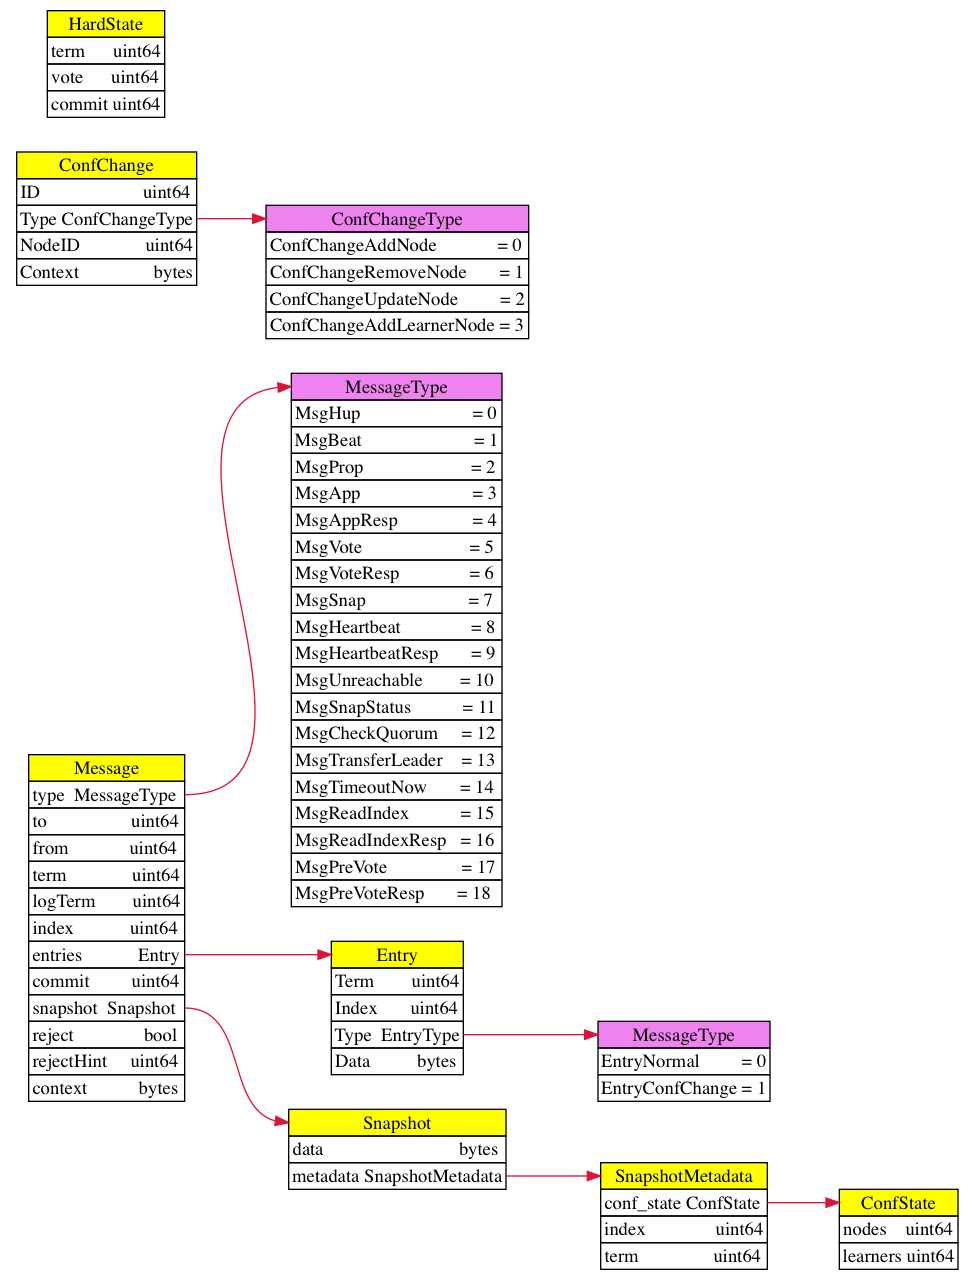 HardState
term uint64
vote uint64
commit uint64
ConfChange
ID uint64
Type ConfChangeType
NodeID uint64
Context bytes
ConfChangeType
ConfChangeAddNode = 0
ConfChangeRemoveNode = 1
ConfChangeUpdateNode = 2
ConfChangeAddLearnerNode = 3
MessageType
MsgHup = 0
MsgBeat = 1
MsgProp = 2
MsgApp = 3
MsgAppResp = 4
MsgVote = 5
MsgVoteResp = 6
MsgSnap = 7
MsgHeartbeat = 8
MsgHeartbeatResp = 9
MsgUnreachable = 10
MsgSnapStatus = 11
MsgCheckQuorum = 12
MsgTransferLeader = 13
MsgTimeoutNow = 14
MsgReadIndex = 15
MsgReadIndexResp = 16
MsgPreVote = 17
MsgPreVoteResp = 18
Message
type MessageType
to uint64
from uint64
term uint64
logTerm uint64
index uint64
entries Entry
commit uint64
snapshot Snapshot
reject bool
rejectHint uint64
context bytes
Entry
Term uint64
Index uint64
Type EntryType
Data bytes
MessageType
EntryNormal = 0
EntryConfChange = 1
Snapshot
data bytes
metadata SnapshotMetadata
SnapshotMetadata
conf_state ConfState
index uint64
term uint64
ConfState
nodes uint64
learners uint64